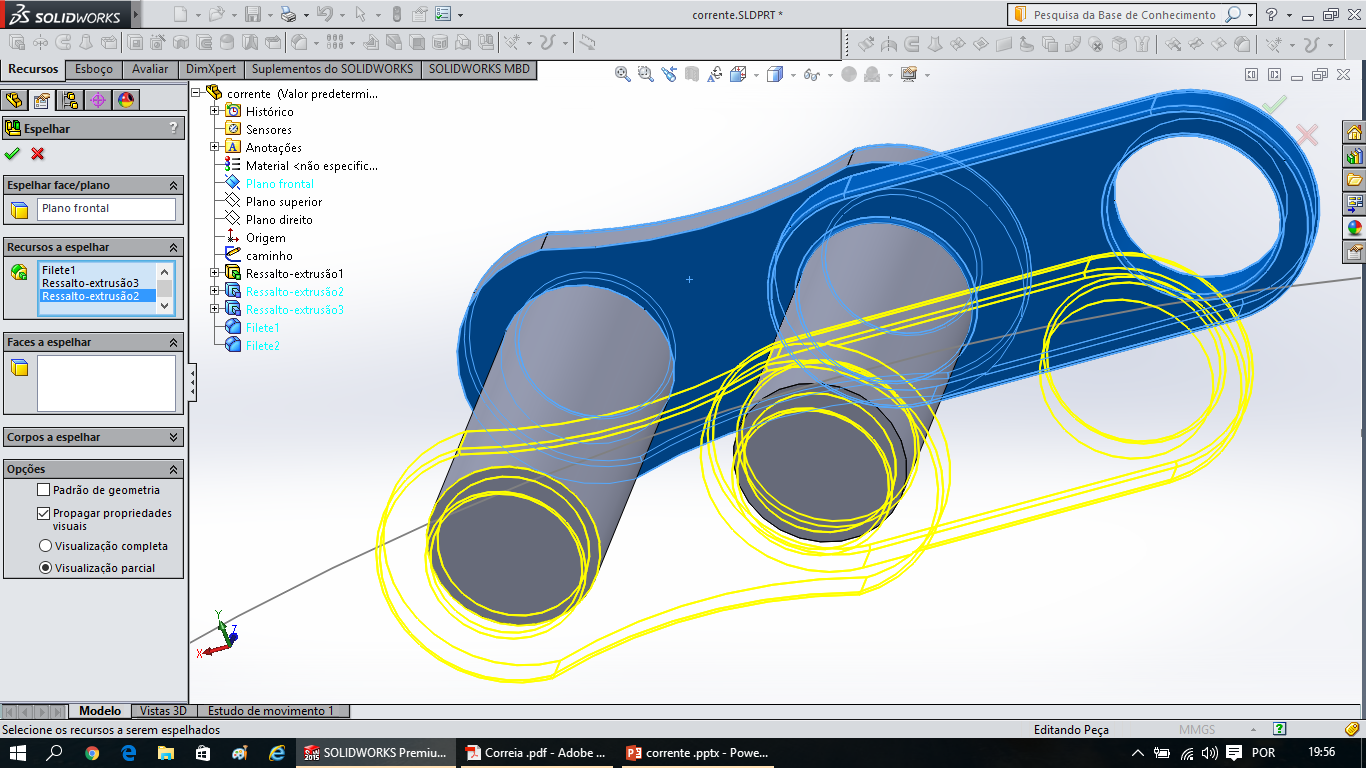 SOLIDWORKS
corrente.SLDPRT *
Pesquisa da Base de Conhecimento
?
Recursos
Esboço
Avaliar
DimXpert
Suplementos do SOLIDWORKS
SOLIDWORKS MBD
Espelhar
?
Espelhar face/plano
Plano frontal
Recursos a espelhar
Filete1
Ressalto-extrusão3
Ressalto-extrusão2
Faces a espelhar
Corpos a espelhar
Opções
Padrão de geometria
Propagar propriedades
visuais
Visualização completa
Visualização parcial
corrente (Valor predetermi...
Histórico
Sensores
Anotações
Material <não especific...
Plano frontal
Plano superior
Plano direito
Origem
caminho
Ressalto-extrusão1
Ressalto-extrusão2
Ressalto-extrusão3
Filete1
Filete2
Y
Z
X
Modelo
Vistas 3D
Estudo de movimento 1
Selecione os recursos a serem espelhados
Editando Peça
MMGS
?
SOLIDWORKS Premiu...
Correia .pdf - Adobe ...
corrente .pptx - Powe...
POR
19:56